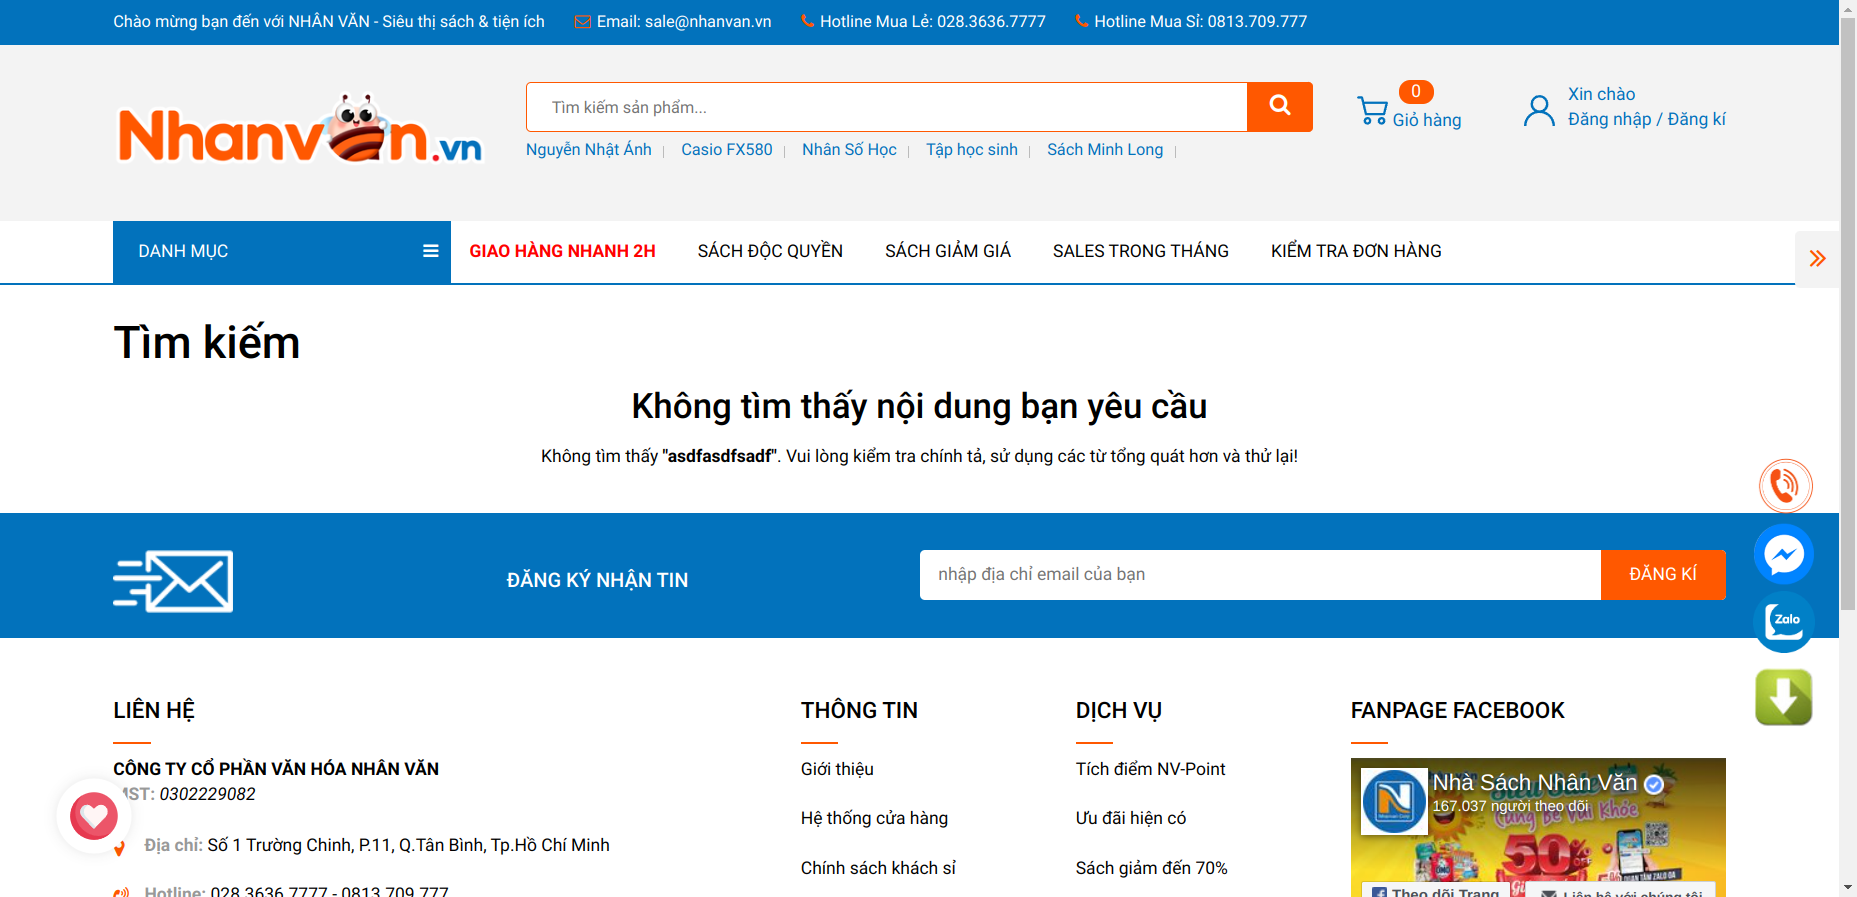 Chào mừng bạn đến với NHÂN VĂN - Siêu thị sách & tiện ích Email: sale@nhanvan.vn Hotline Mua Lẻ: 028.3636.7777 Hotline Mua Sỉ: 0813.709.777
Nhanvan.vn
Tìm kiếm sản phẩm...
0
Giỏ hàng
Xin chào
Đăng nhập / Đăng kí
Nguyễn Nhật Ánh Casio FX580 Nhân Số Học Tập học sinh Sách Minh Long
DANH MỤC GIAO HÀNG NHANH 2H SÁCH ĐỘC QUYỀN SÁCH GIẢM GIÁ SALES TRONG THÁNG KIỂM TRA ĐƠN HÀNG
Tìm kiếm
Không tìm thấy nội dung bạn yêu cầu
Không tìm thấy "asdfasdfsadf". Vui lòng kiểm tra chính tả, sử dụng các từ tổng quát hơn và thử lại!
ĐĂNG KÝ NHẬN TIN
nhập địa chỉ email của bạn
ĐĂNG KÍ
Zalo
LIÊN HỆ
CÔNG TY CỔ PHẦN VĂN HÓA NHÂN VĂN
MST: 0302229082
Địa chỉ: Số 1 Trường Chinh, P.11, Q.Tân Bình, Tp.Hồ Chí Minh
Hotline: 028.3636.7777 - 0813.709.777
THÔNG TIN
Giới thiệu
Hệ thống cửa hàng
Chính sách khách sỉ
DỊCH VỤ
Tích điểm NV-Point
Ưu đãi hiện có
Sách giảm đến 70%
FANPAGE FACEBOOK
Nhà Sách Nhân Văn
167.037 người theo dõi
50%
Theo dõi Trang
Liên hệ với chúng tôi